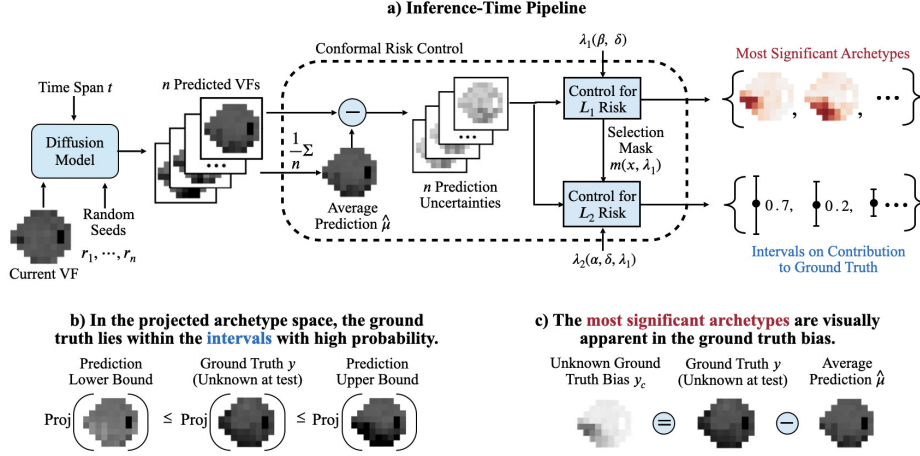 a) Inference-Time Pipeline
Time Span t
Diffusion
Model
Current VF
Random
Seeds
r₁, ⋯, rₙ
n Predicted VFs
Conformal Risk Control
1/n Σ
−
Average
Prediction μ̂
n Prediction
Uncertainties
λ₁(β, δ)
Control for
L₁ Risk
Selection
Mask
m(x, λ₁)
Control for
L₂ Risk
λ₂(α, δ, λ₁)
Most Significant Archetypes
{ , , ⋯ }
{ 0.7, 0.2, ⋯ }
Intervals on Contribution
to Ground Truth
b) In the projected archetype space, the ground
truth lies within the intervals with high probability.
Prediction
Lower Bound
Ground Truth y
(Unknown at test)
Prediction
Upper Bound
Proj ( ) ≤ Proj ( ) ≤ Proj ( )
c) The most significant archetypes are visually
apparent in the ground truth bias.
Unknown Ground
Truth Bias y_c
Ground Truth y
(Unknown at test)
Average
Prediction μ̂
= −